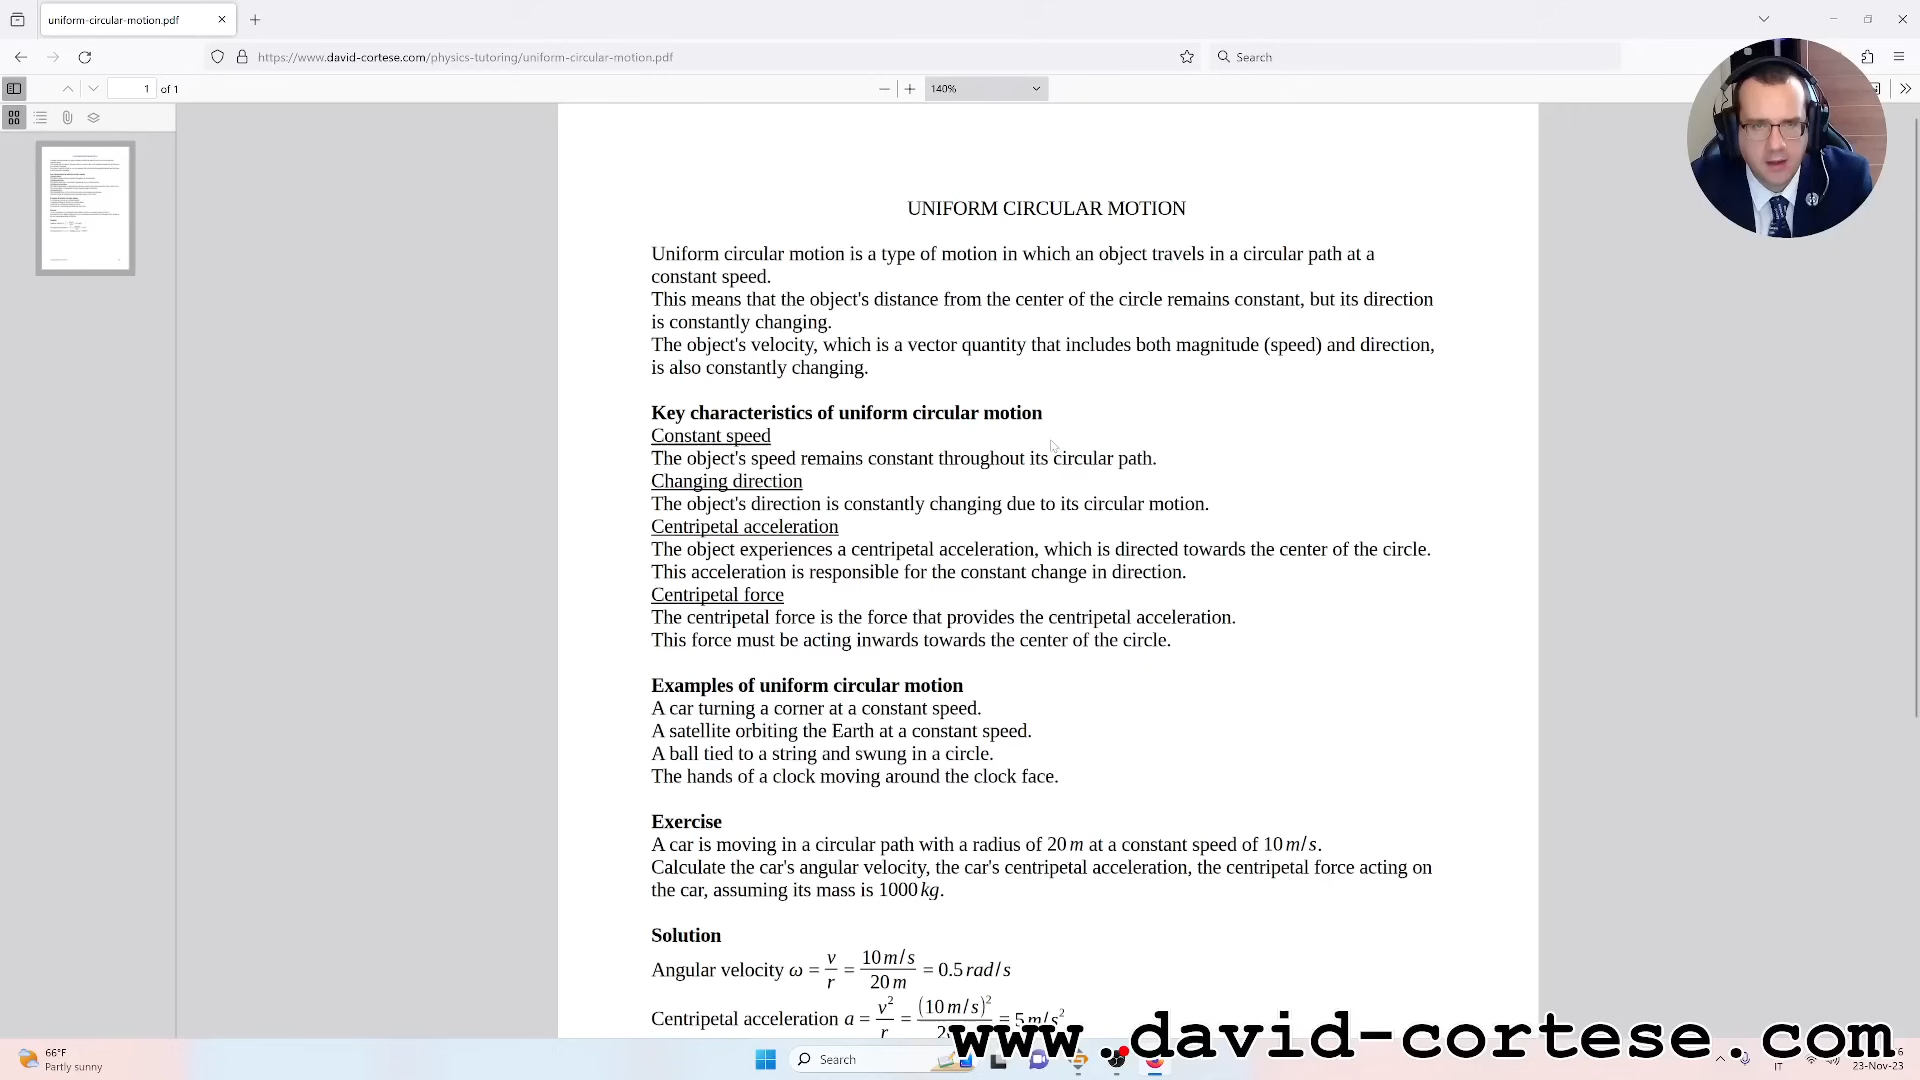 uniform-circular-motion.pdf
https://www.david-cortese.com/physics-tutoring/uniform-circular-motion.pdf
Search
1 of 1
140%
UNIFORM CIRCULAR MOTION
Uniform circular motion is a type of motion in which an object travels in a circular path at a
constant speed.
This means that the object's distance from the center of the circle remains constant, but its direction
is constantly changing.
The object's velocity, which is a vector quantity that includes both magnitude (speed) and direction,
is also constantly changing.
Key characteristics of uniform circular motion
Constant speed
The object's speed remains constant throughout its circular path.
Changing direction
The object's direction is constantly changing due to its circular motion.
Centripetal acceleration
The object experiences a centripetal acceleration, which is directed towards the center of the circle.
This acceleration is responsible for the constant change in direction.
Centripetal force
The centripetal force is the force that provides the centripetal acceleration.
This force must be acting inwards towards the center of the circle.
Examples of uniform circular motion
A car turning a corner at a constant speed.
A satellite orbiting the Earth at a constant speed.
A ball tied to a string and swung in a circle.
The hands of a clock moving around the clock face.
Exercise
A car is moving in a circular path with a radius of 20 m at a constant speed of 10 m/s.
Calculate the car's angular velocity, the car's centripetal acceleration, the centripetal force acting on
the car, assuming its mass is 1000 kg.
Solution
Angular velocity ω = v/r = 10 m/s / 20 m = 0.5 rad/s
Centripetal acceleration a = v²/r = (10 m/s)² / = 5 m/s²
www.david-cortese.com
66°F
Partly sunny
Search
IT
23-Nov-23